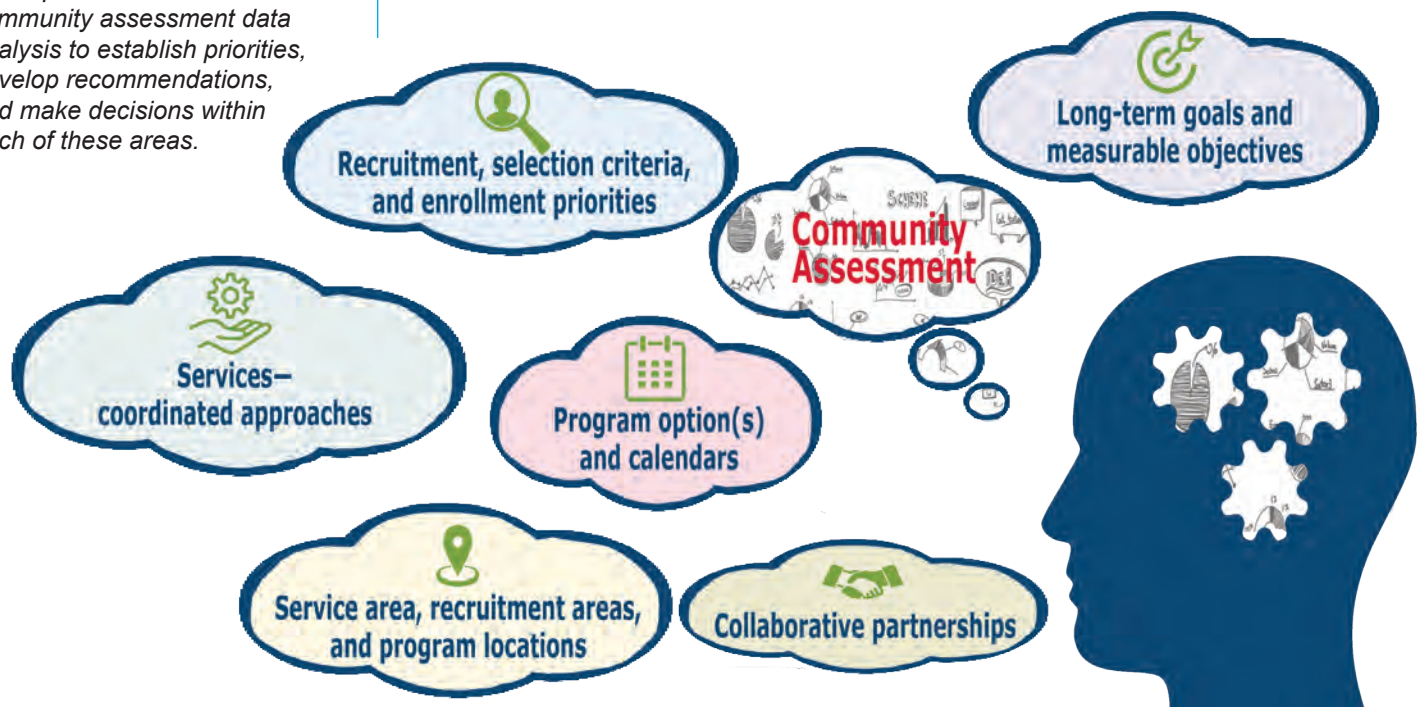 mmunity assessment data
alysis to establish priorities,
velop recommendations,
d make decisions within
ch of these areas.
Long-term goals and
measurable objectives
Recruitment, selection criteria,
and enrollment priorities
SCHEME
Community
Assessment
IDEA
Services—
coordinated approaches
Program option(s)
and calendars
Service area, recruitment areas,
and program locations
Collaborative partnerships